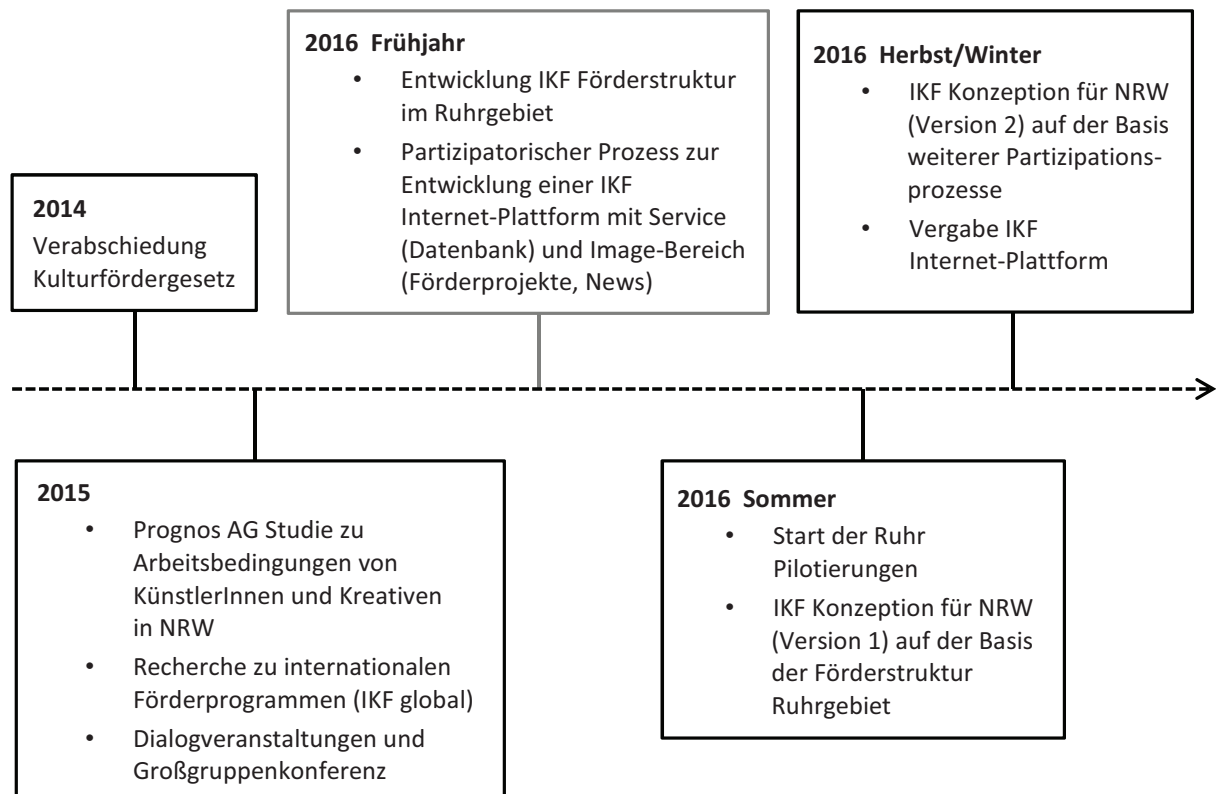 2014
Verabschiedung
Kulturfördergesetz
2015
• Prognos AG Studie zu
Arbeitsbedingungen von
KünstlerInnen und Kreativen
in NRW
• Recherche zu internationalen
Förderprogrammen (IKF global)
• Dialogveranstaltungen und
Großgruppenkonferenz
2016 Frühjahr
• Entwicklung IKF Förderstruktur
im Ruhrgebiet
• Partizipatorischer Prozess zur
Entwicklung einer IKF
Internet-Plattform mit Service
(Datenbank) und Image-Bereich
(Förderprojekte, News)
2016 Sommer
• Start der Ruhr
Pilotierungen
• IKF Konzeption für NRW
(Version 1) auf der Basis
der Förderstruktur
Ruhrgebiet
2016 Herbst/Winter
• IKF Konzeption für NRW
(Version 2) auf der Basis
weiterer Partizipations-
prozesse
• Vergabe IKF
Internet-Plattform